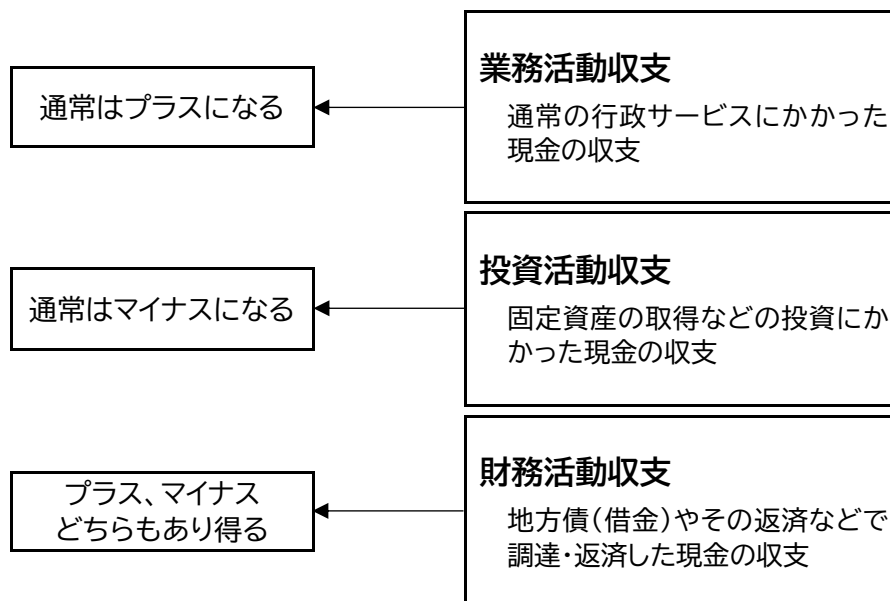 業務活動収支
通常はプラスになる
通常の行政サービスにかかった
現金の収支
投資活動収支
通常はマイナスになる
固定資産の取得などの投資にか
かった現金の収支
財務活動収支
プラス、マイナス
どちらもあり得る
地方債(借金)やその返済などで
調達・返済した現金の収支